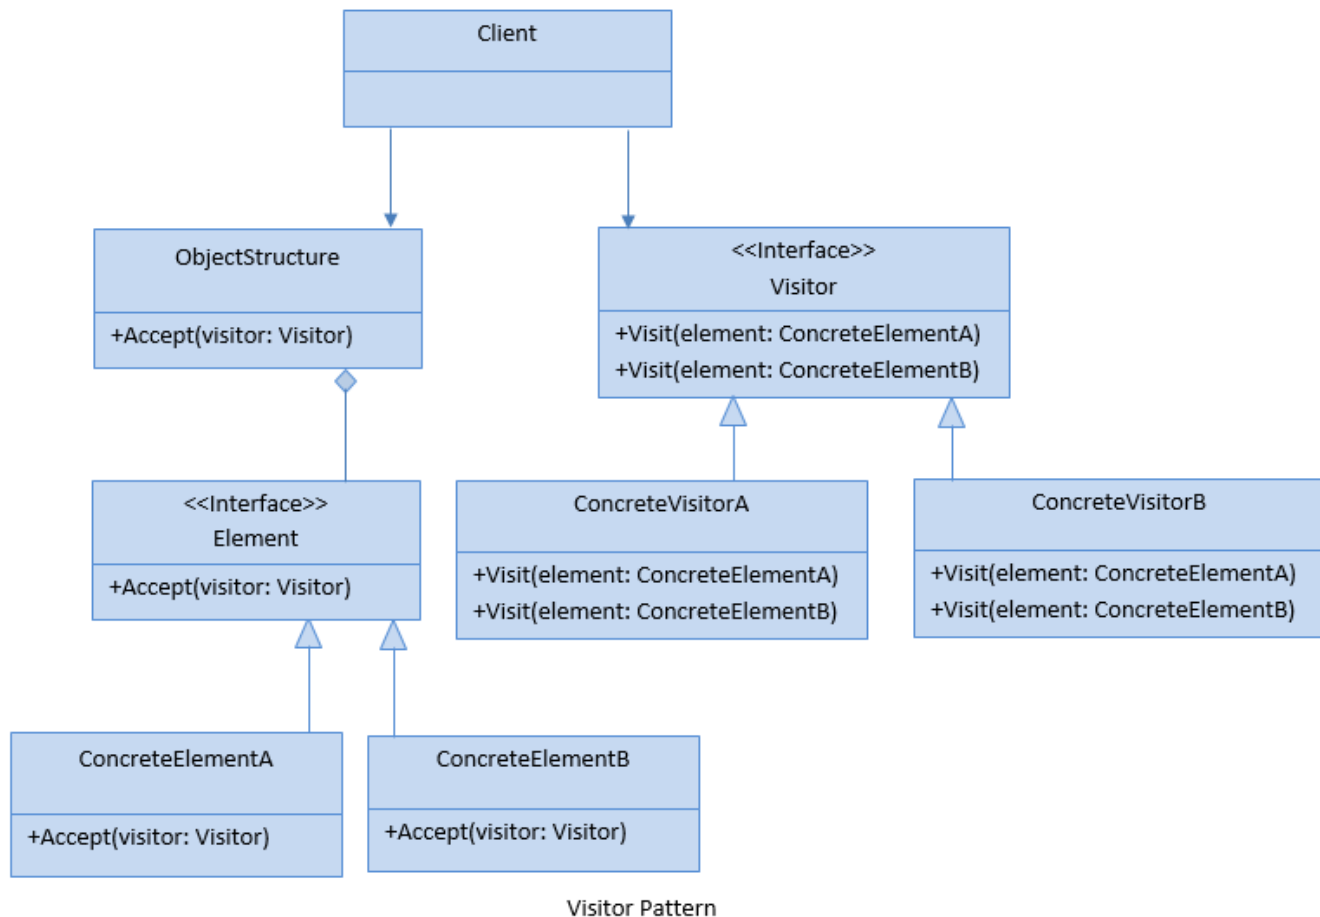 Client
ObjectStructure
+Accept(visitor: Visitor)
<<Interface>>
Visitor
+Visit(element: ConcreteElementA)
+Visit(element: ConcreteElementB)
<<Interface>>
Element
+Accept(visitor: Visitor)
ConcreteVisitorA
+Visit(element: ConcreteElementA)
+Visit(element: ConcreteElementB)
ConcreteVisitorB
+Visit(element: ConcreteElementA)
+Visit(element: ConcreteElementB)
ConcreteElementA
+Accept(visitor: Visitor)
ConcreteElementB
+Accept(visitor: Visitor)
Visitor Pattern